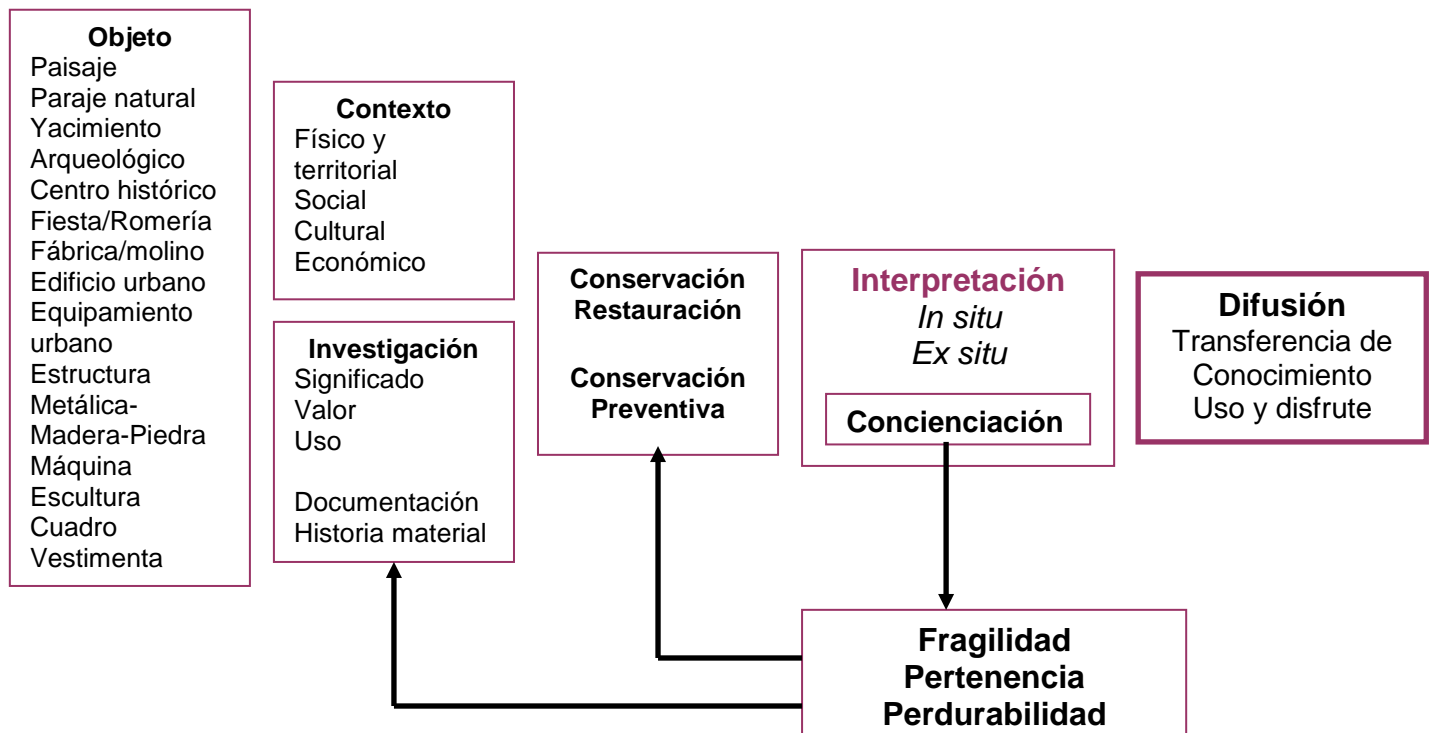 Objeto
Paisaje
Paraje natural
Yacimiento
Arqueológico
Centro histórico
Fiesta/Romería
Fábrica/molino
Edificio urbano
Equipamiento
urbano
Estructura
Metálica-
Madera-Piedra
Máquina
Escultura
Cuadro
Vestimenta
Contexto
Físico y
territorial
Social
Cultural
Económico
Investigación
Significado
Valor
Uso
Documentación
Historia material
Conservación
Restauración
Conservación
Preventiva
Interpretación
In situ
Ex situ
Concienciación
Difusión
Transferencia de
Conocimiento
Uso y disfrute
Fragilidad
Pertenencia
Perdurabilidad